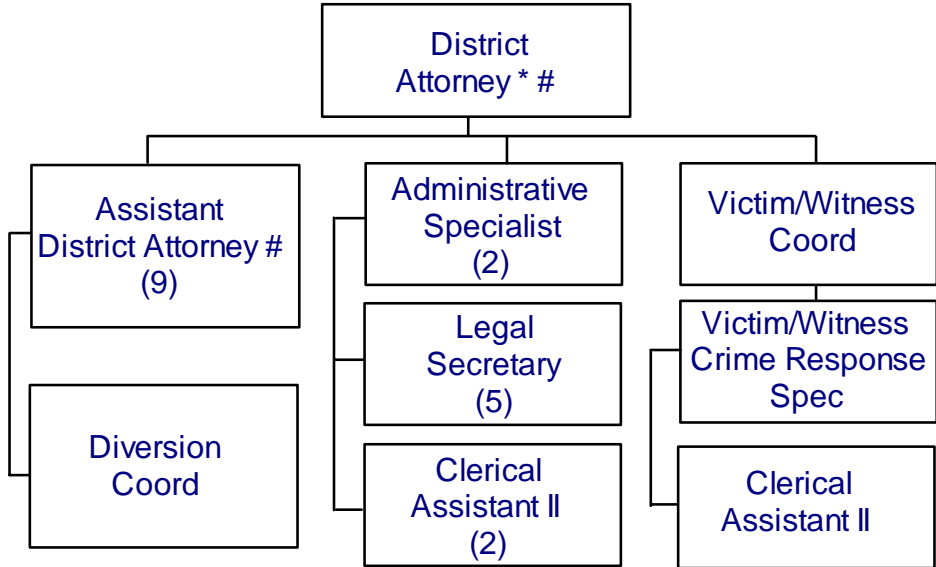 District
Attorney * #
Assistant
District Attorney #
(9)
Diversion
Coord
Administrative
Specialist
(2)
Legal
Secretary
(5)
Clerical
Assistant II
(2)
Victim/Witness
Coord
Victim/Witness
Crime Response
Spec
Clerical
Assistant II